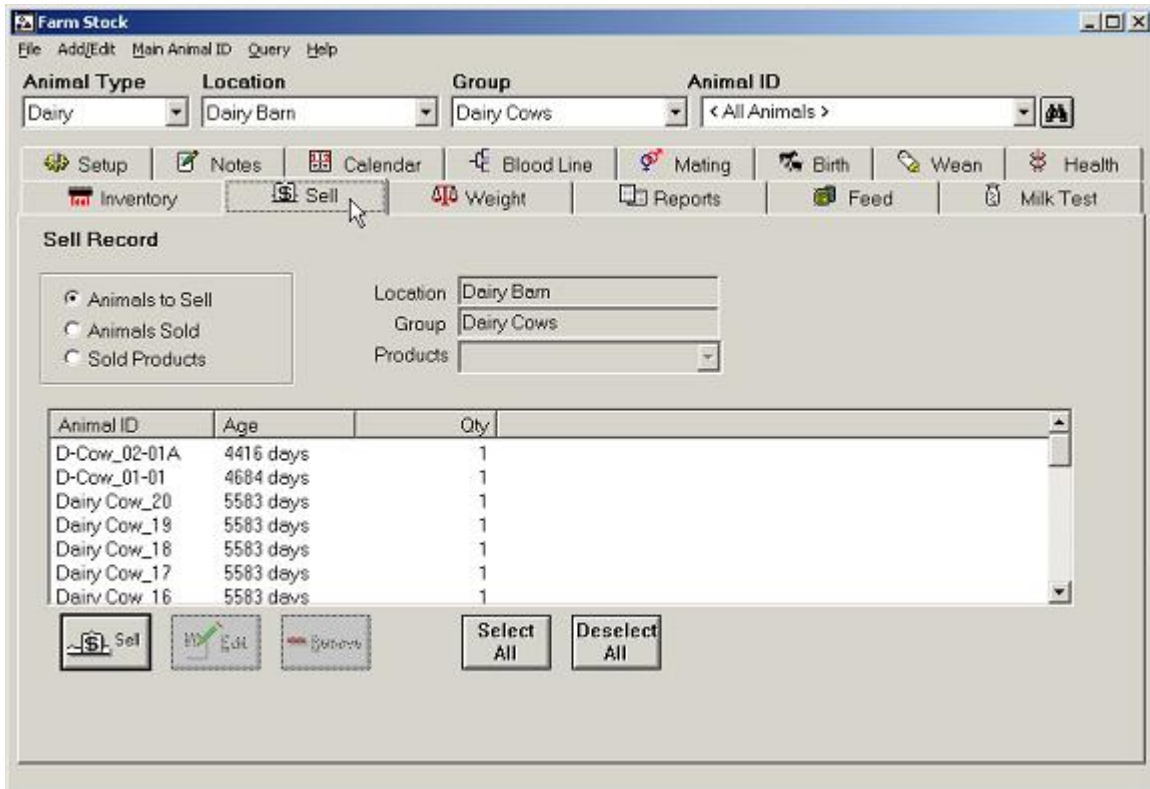 Farm Stock
File Add/Edit Main Animal ID Query Help
Animal Type Location Group Animal ID
Dairy Dairy Barn Dairy Cows < All Animals >
Setup Notes Calendar Blood Line Mating Birth Wean Health
Inventory Sell Weight Reports Feed Milk Test
Sell Record
Animals to Sell
Animals Sold
Sold Products
Location Dairy Barn
Group Dairy Cows
Products
Animal ID Age Qty
D-Cow_02-01A 4416 days 1
D-Cow_01-01 4684 days 1
Dairy Cow_20 5583 days 1
Dairy Cow_19 5583 days 1
Dairy Cow_18 5583 days 1
Dairy Cow_17 5583 days 1
Dairy Cow_16 5583 days 1
Sell Edit Remove Select All Deselect All